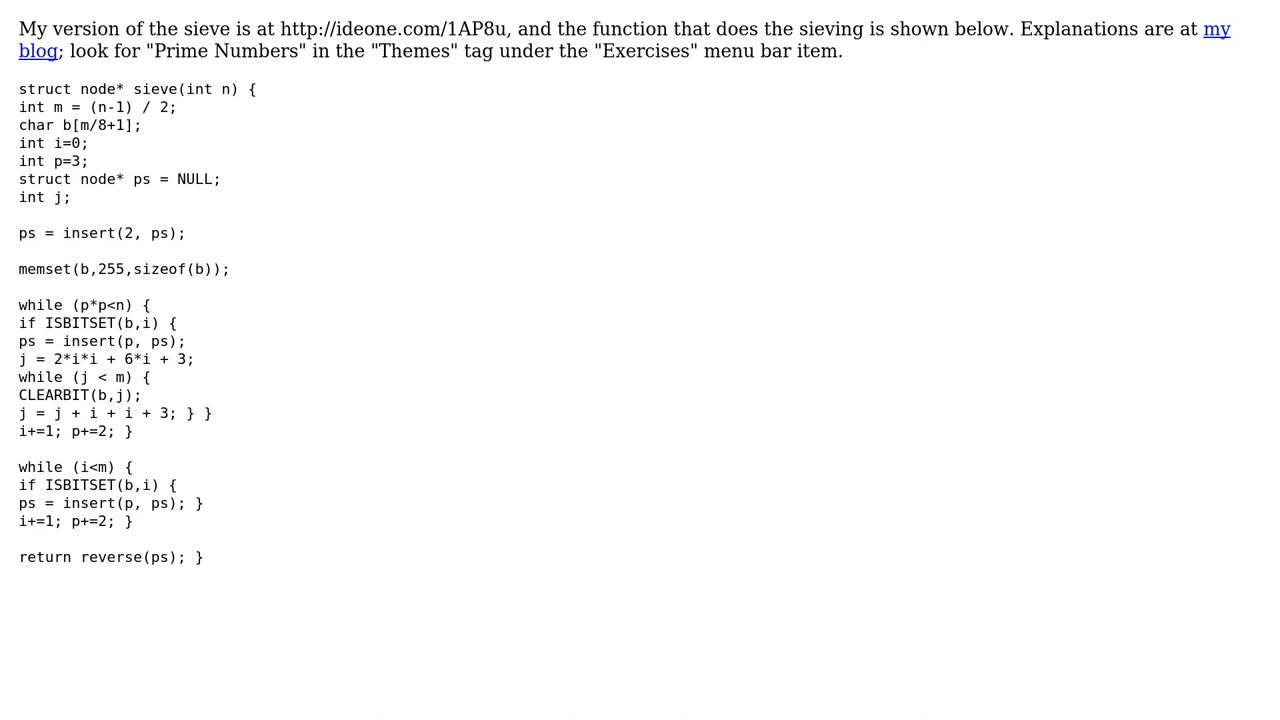 My version of the sieve is at http://ideone.com/1AP8u, and the function that does the sieving is shown below. Explanations are at my
blog; look for "Prime Numbers" in the "Themes" tag under the "Exercises" menu bar item.
struct node* sieve(int n) {
int m = (n-1) / 2;
char b[m/8+1];
int i=0;
int p=3;
struct node* ps = NULL;
int j;
ps = insert(2, ps);
memset(b,255,sizeof(b));
while (p*p<n) {
if ISBITSET(b,i) {
ps = insert(p, ps);
j = 2*i*i + 6*i + 3;
while (j < m) {
CLEARBIT(b,j);
j = j + i + i + 3; } }
i+=1; p+=2; }
while (i<m) {
if ISBITSET(b,i) {
ps = insert(p, ps); }
i+=1; p+=2; }
return reverse(ps); }